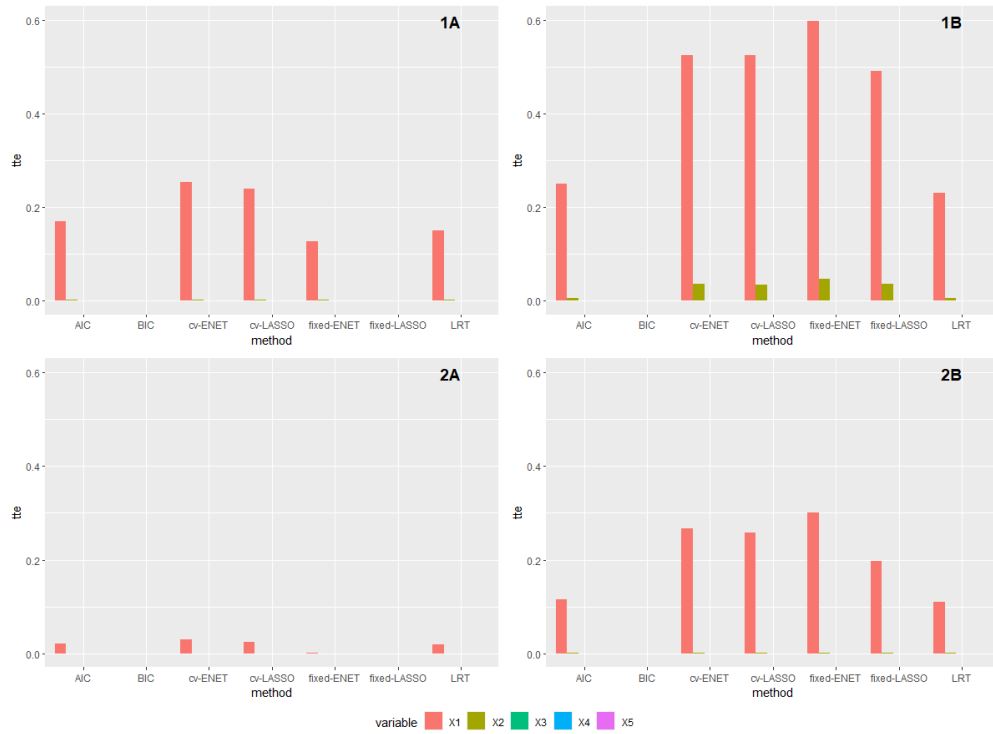 1A
0.6
0.4
0.2
0.0
tte
AIC BIC cv-ENET cv-LASSO fixed-ENET fixed-LASSO LRT
method
1B
0.6
0.4
0.2
0.0
tte
AIC BIC cv-ENET cv-LASSO fixed-ENET fixed-LASSO LRT
method
2A
0.6
0.4
0.2
0.0
tte
AIC BIC cv-ENET cv-LASSO fixed-ENET fixed-LASSO LRT
method
2B
0.6
0.4
0.2
0.0
tte
AIC BIC cv-ENET cv-LASSO fixed-ENET fixed-LASSO LRT
method
variable X1 X2 X3 X4 X5